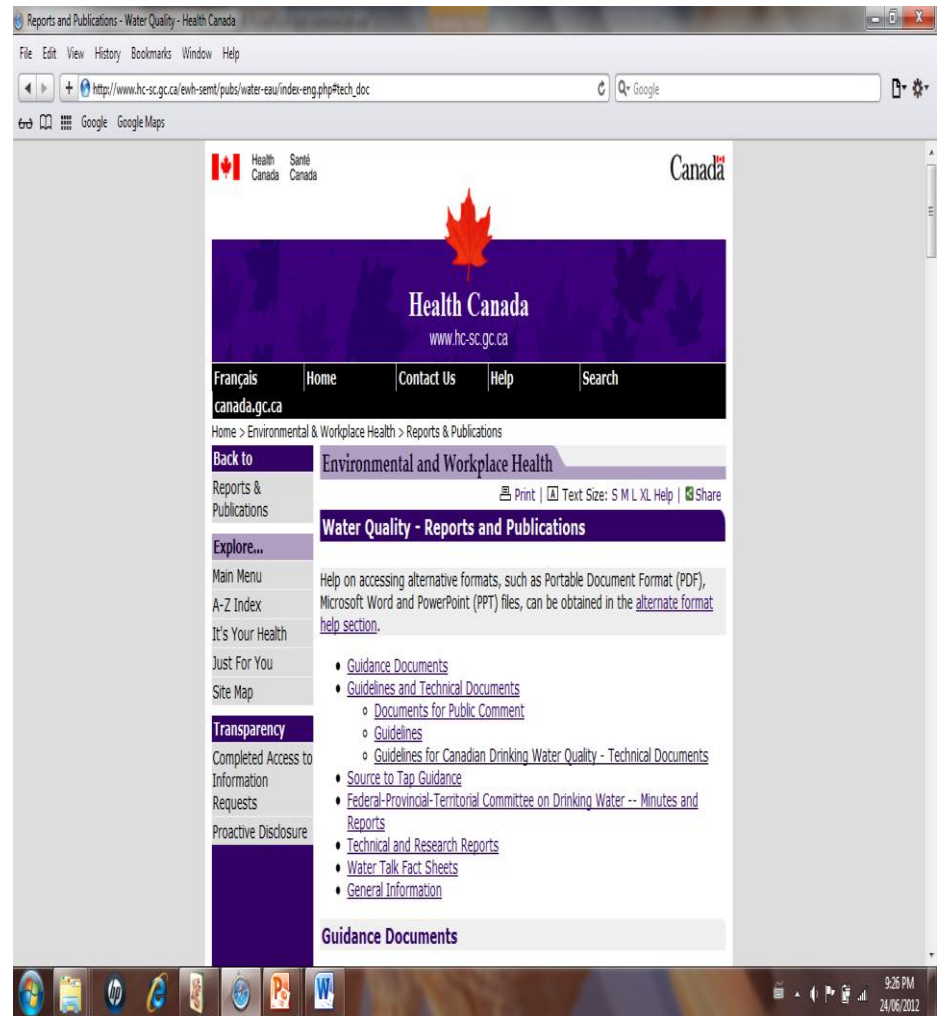 Reports and Publications - Water Quality - Health Canada
File Edit View History Bookmarks Window Help
http://www.hc-sc.gc.ca/ewh-semt/pubs/water-eau/index-eng.php#tech_doc
Google
Google Google Maps
Health Canada Santé Canada
Canada
Health Canada
www.hc-sc.gc.ca
Français Home Contact Us Help Search
canada.gc.ca
Home > Environmental & Workplace Health > Reports & Publications
Back to
Reports &
Publications
Explore...
Main Menu
A-Z Index
It's Your Health
Just For You
Site Map
Transparency
Completed Access to
Information
Requests
Proactive Disclosure
Environmental and Workplace Health
Print | A Text Size: S M L XL Help | Share
Water Quality - Reports and Publications
Help on accessing alternative formats, such as Portable Document Format (PDF),
Microsoft Word and PowerPoint (PPT) files, can be obtained in the alternate format
help section.
Guidance Documents
Guidelines and Technical Documents
Documents for Public Comment
Guidelines
Guidelines for Canadian Drinking Water Quality - Technical Documents
Source to Tap Guidance
Federal-Provincial-Territorial Committee on Drinking Water -- Minutes and
Reports
Technical and Research Reports
Water Talk Fact Sheets
General Information
Guidance Documents
hp
9:26 PM
24/06/2012